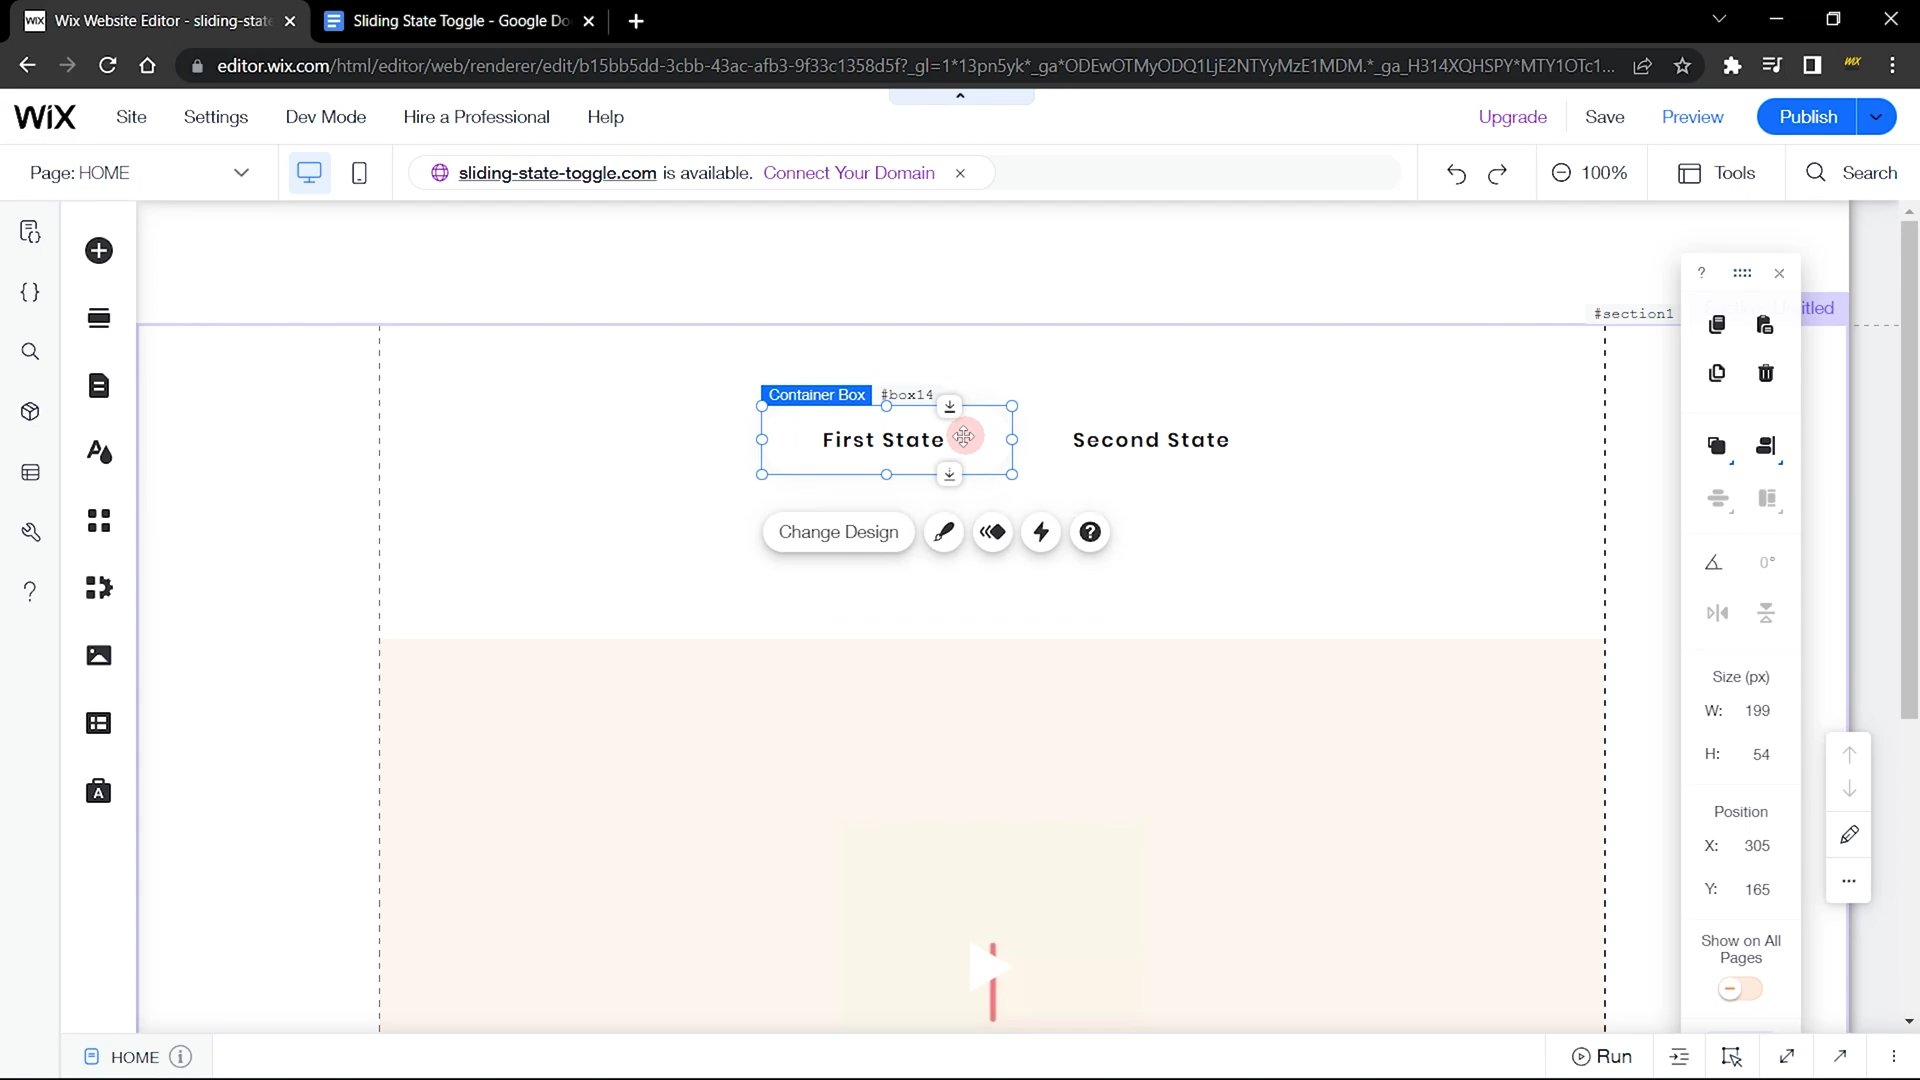 Wix Website Editor - sliding-state
Sliding State Toggle - Google Do
editor.wix.com/html/editor/web/renderer/edit/b15bb5dd-3cbb-43ac-afb3-9f33c1358d5f?_gl=1*13pn5yk*_ga*ODEwOTMyODQ1LjE2NTYyMzE1MDM.*_ga_H314XQHSPY*MTY1OTc1...
WiX Site Settings Dev Mode Hire a Professional Help Upgrade Save Preview Publish
Page: HOME sliding-state-toggle.com is available. Connect Your Domain 100% Tools Search
#section1
itled
Container Box #box14
First State Second State
Change Design
0°
Size (px)
W: 199
H: 54
Position
X: 305
Y: 165
Show on All
Pages
HOME Run